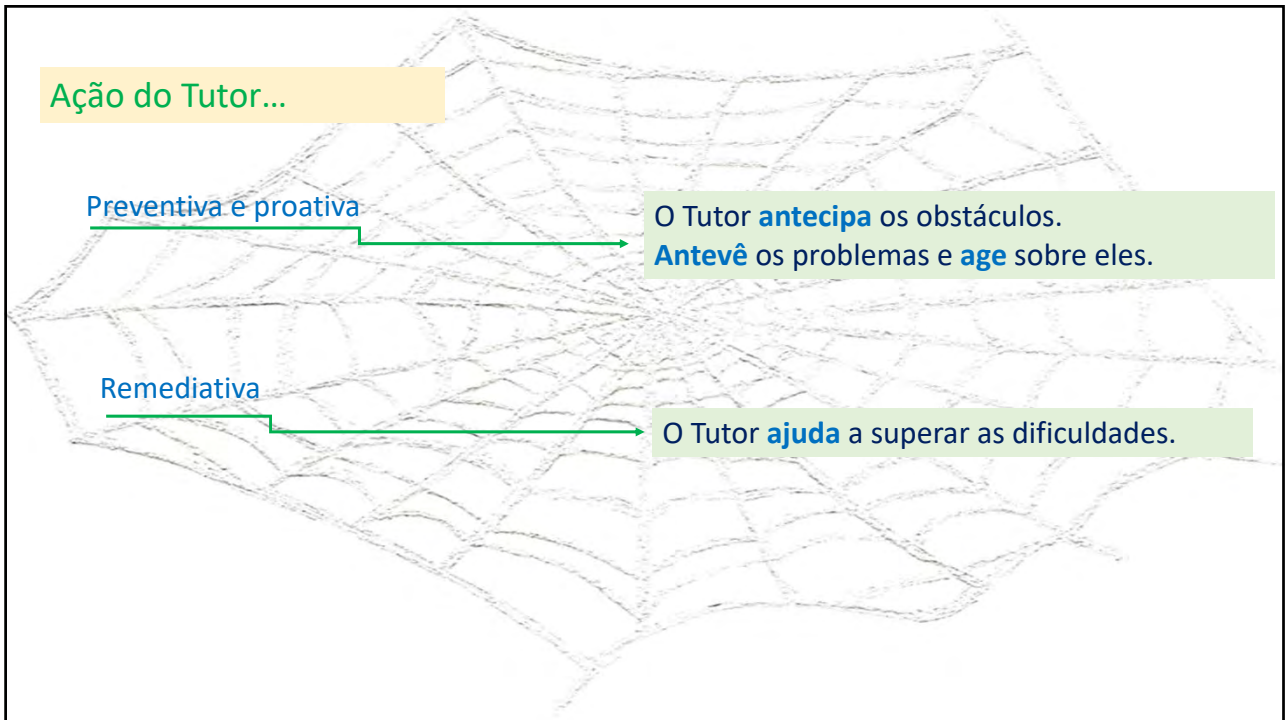 Ação do Tutor…
Preventiva e proativa
O Tutor antecipa os obstáculos.
Antevê os problemas e age sobre eles.
Remediativa
O Tutor ajuda a superar as dificuldades.